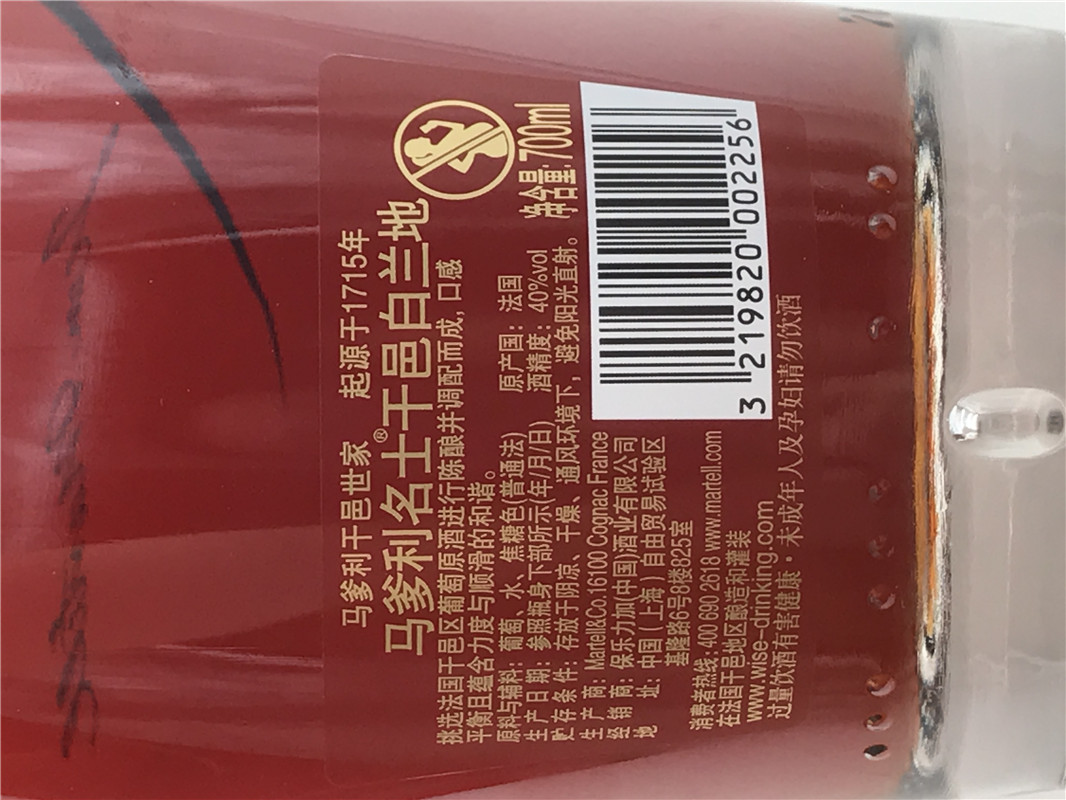 马爹利干邑世家 起源于1715年
马爹利名士®干邑白兰地
挑选法国干邑区葡萄原酒进行陈酿并调配而成，口感
平衡且蕴含力度与顺滑的和谐。
原料与辅料：葡萄、水、焦糖色(普通法) 原产国：法国
生产日期：参照瓶身下部所示(年/月/日) 酒精度：40%vol
贮存条件：存放于阴凉、干燥、通风环境下，避免阳光直射。
净含量:700ml
生产商：Martell&Co.16100 Cognac France
经销商：保乐力加(中国)酒业有限公司
地址：中国（上海）自由贸易试验区
基隆路6号8楼825室
消费者热线: 400 690 2618 www.martell.com
在法国干邑地区酿造和灌装
www.wise-drinking.com
过量饮酒有害健康·未成年人及孕妇请勿饮酒
3 219820 002256